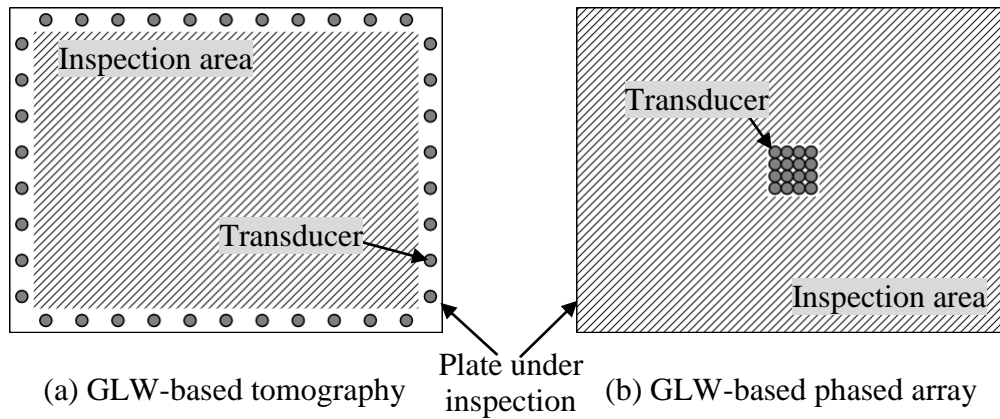 Inspection area
Transducer
Transducer
Inspection area
Plate under
inspection
(a) GLW-based tomography
(b) GLW-based phased array